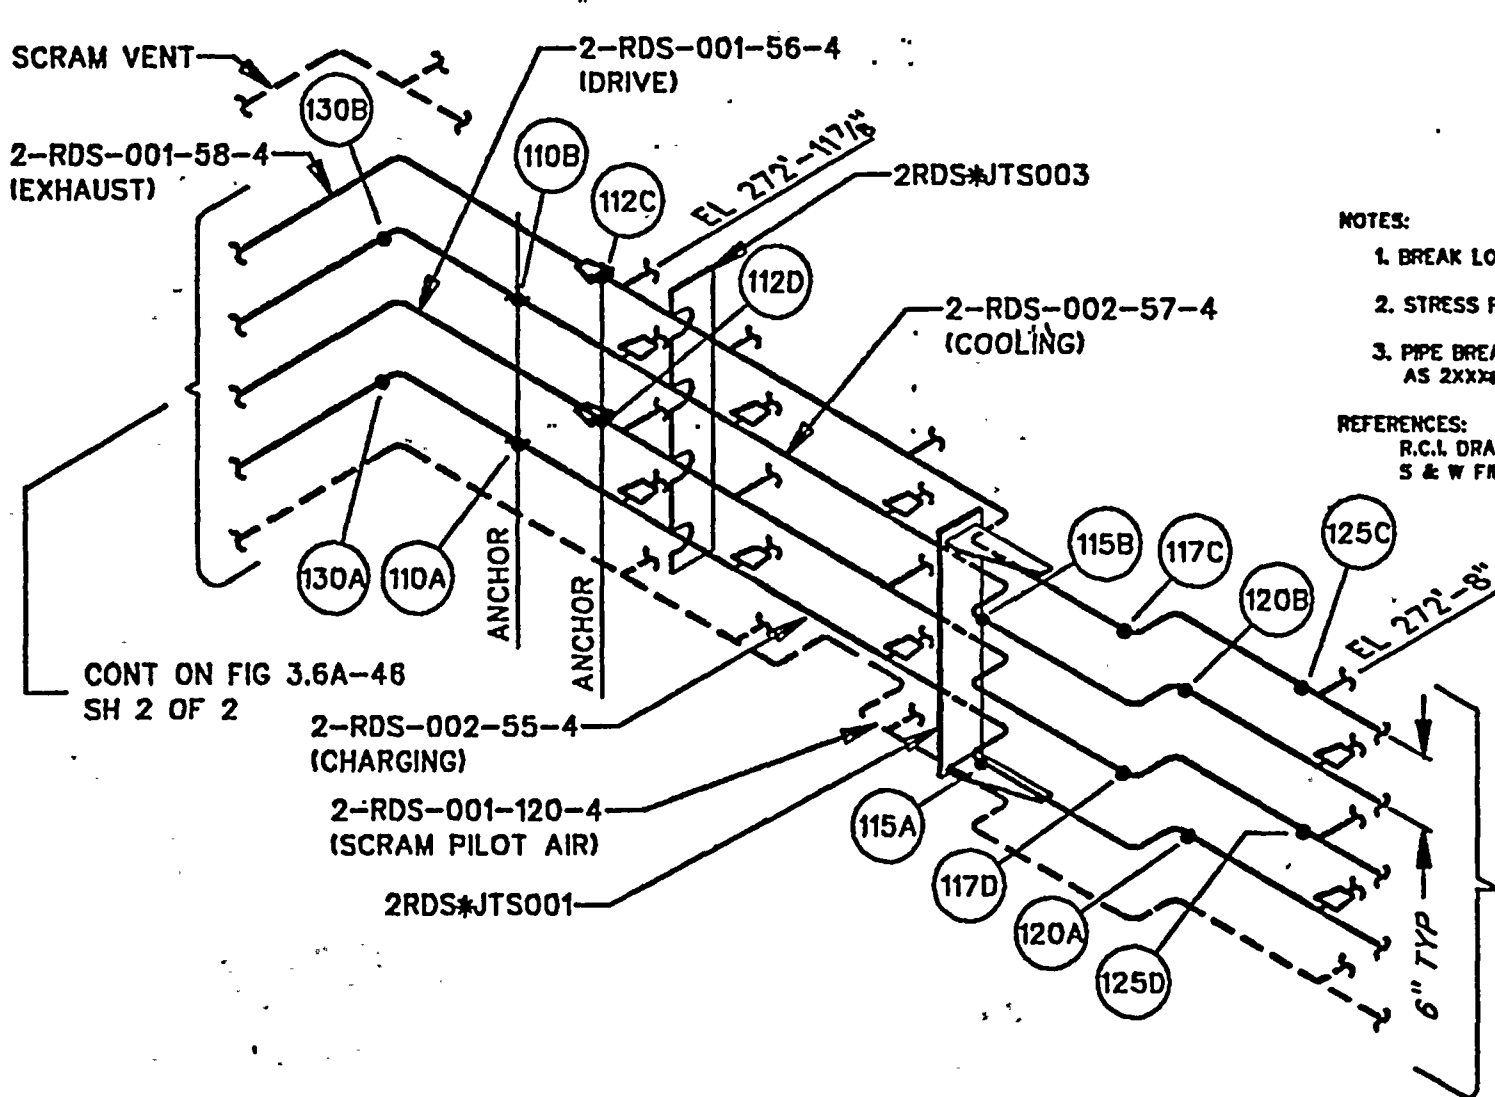 SCRAM VENT
2-RDS-001-56-4
(DRIVE)
130B
2-RDS-001-58-4
(EXHAUST)
110B
112C
EL 272'-11 7/8"
2RDS*JTS003
112D
2-RDS-002-57-4
(COOLING)
NOTES:
1. BREAK LO
2. STRESS
3. PIPE BREA
AS 2XXX
REFERENCES:
R.C.I. DRA
S & W
130A
110A
ANCHOR
ANCHOR
115B
117C
125C
120B
EL 272'-8"
CONT ON FIG 3.6A-46
SH 2 OF 2
2-RDS-002-55-4
(CHARGING)
2-RDS-001-120-4
(SCRAM PILOT AIR)
2RDS*JTS001
115A
117D
120A
125D
6" TYP